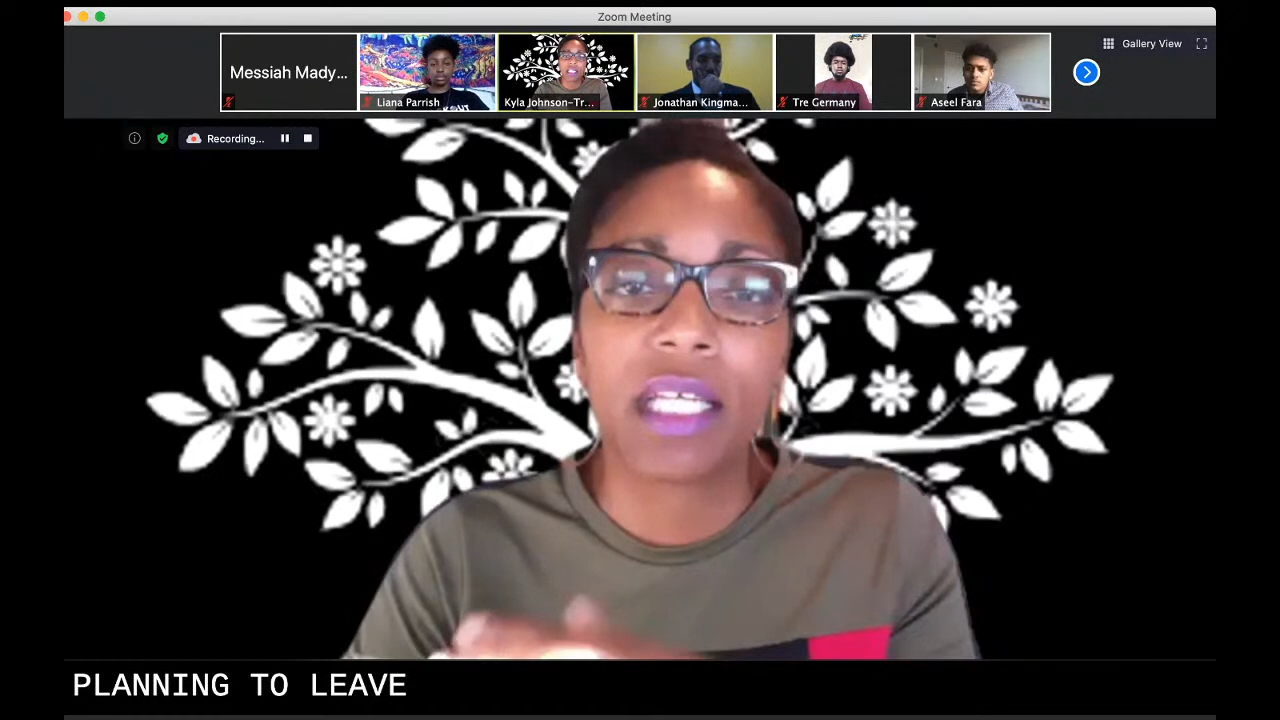 Zoom Meeting
Messiah Mady...
Liana Parrish
Kyla Johnson-Tr...
Jonathan Kingma...
Tre Germany
Aseel Fara
Gallery View
Recording...
PLANNING TO LEAVE